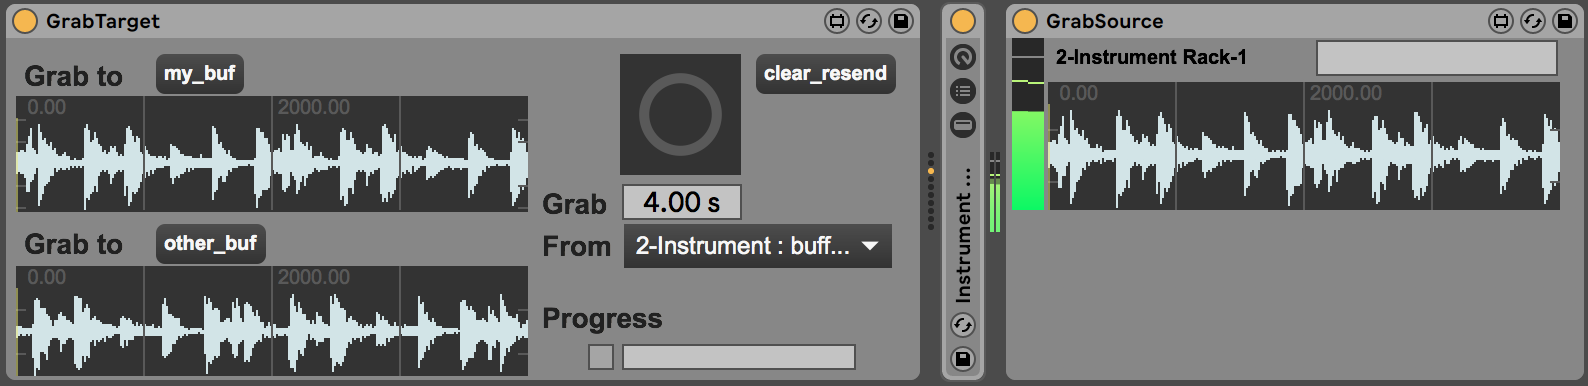 GrabTarget
Grab to my_buf
0.00 2000.00
Grab to other_buf
0.00 2000.00
clear_resend
Grab 4.00 s
From 2-Instrument : buff...
Progress
Instrument ...
GrabSource
2-Instrument Rack-1
0.00 2000.00